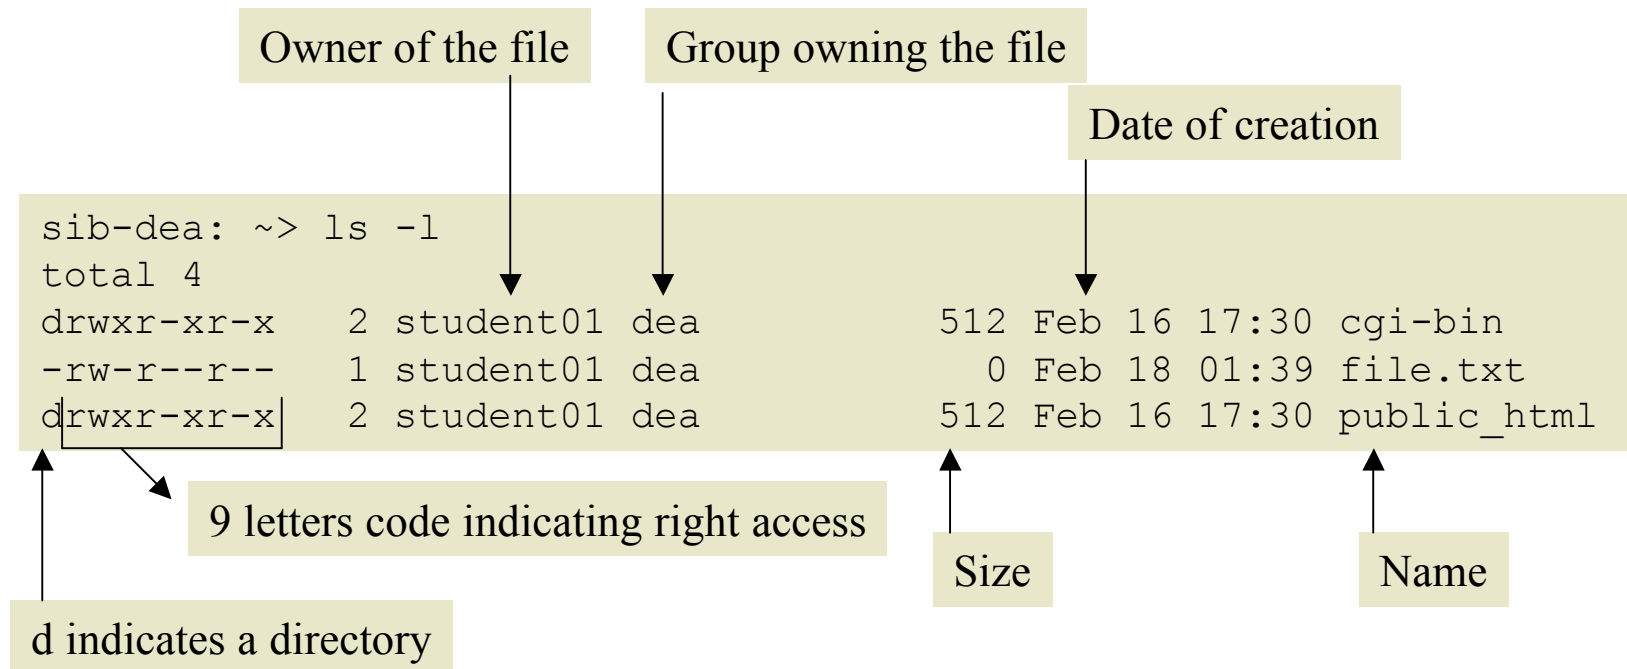 Owner of the file
Group owning the file
Date of creation
sib-dea: ~> ls -l
total 4
drwxr-xr-x   2 student01 dea            512 Feb 16 17:30 cgi-bin
-rw-r--r--   1 student01 dea              0 Feb 18 01:39 file.txt
drwxr-xr-x   2 student01 dea            512 Feb 16 17:30 public_html
9 letters code indicating right access
Size
Name
d indicates a directory